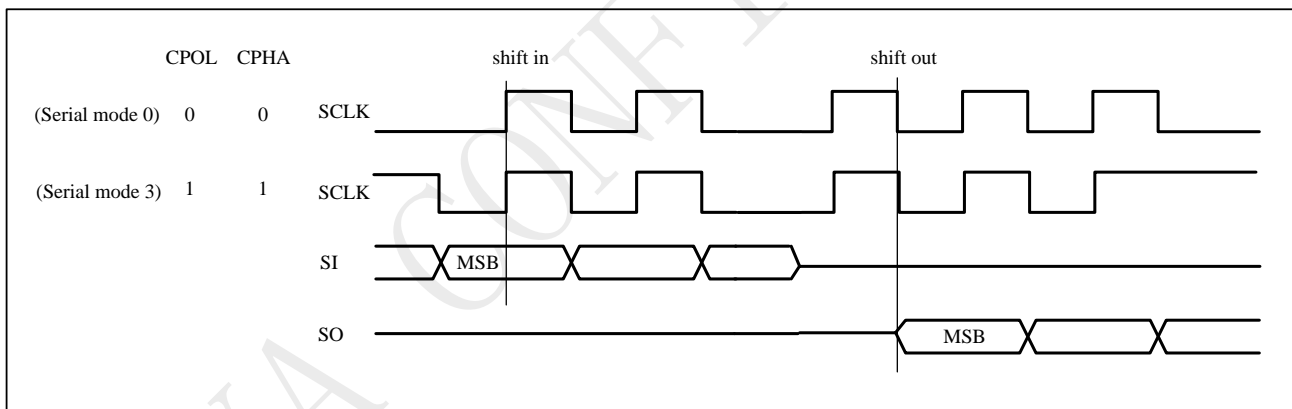 CPOL CPHA shift in shift out
(Serial mode 0) 0 0 SCLK
(Serial mode 3) 1 1 SCLK
SI MSB
SO MSB